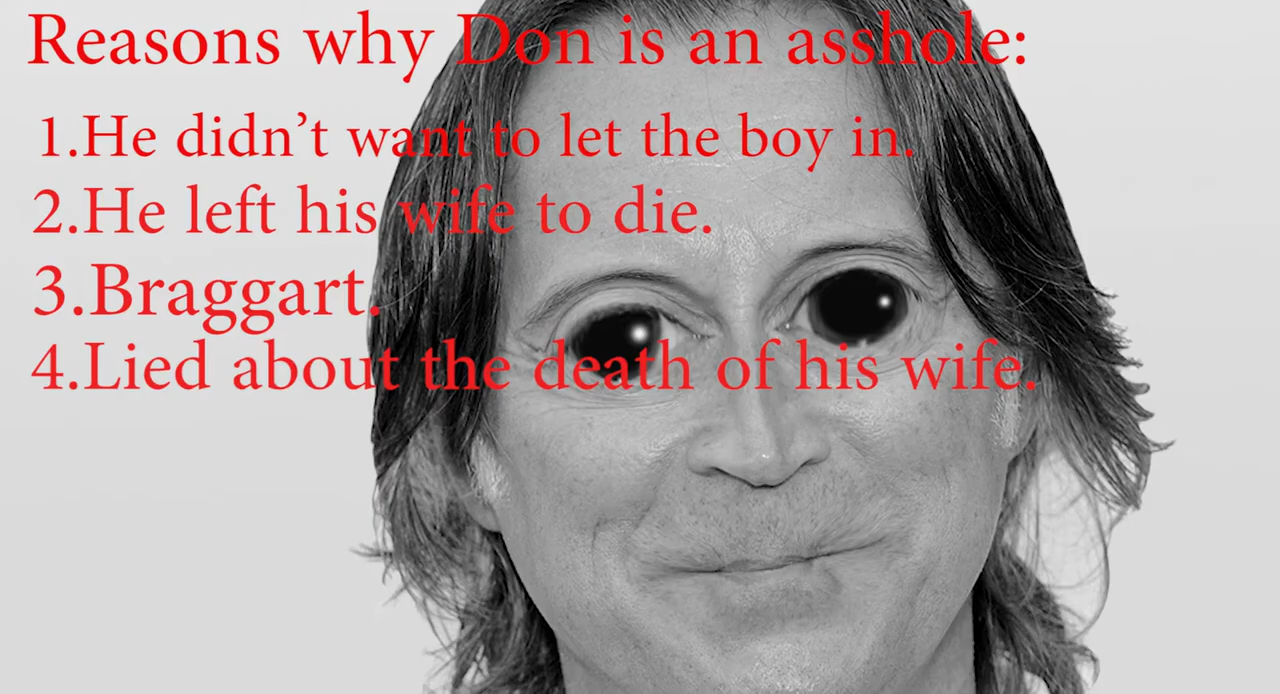 Reasons why Don is an asshole:
1.He didn’t want to let the boy in.
2.He left his wife to die.
3.Braggart.
4.Lied about the death of his wife.